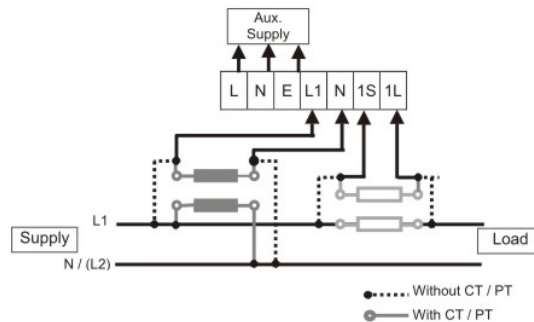 Aux.
Supply
L N E L1 N 1S 1L
L1
Supply
Load
N / (L2)
Without CT / PT
With CT / PT